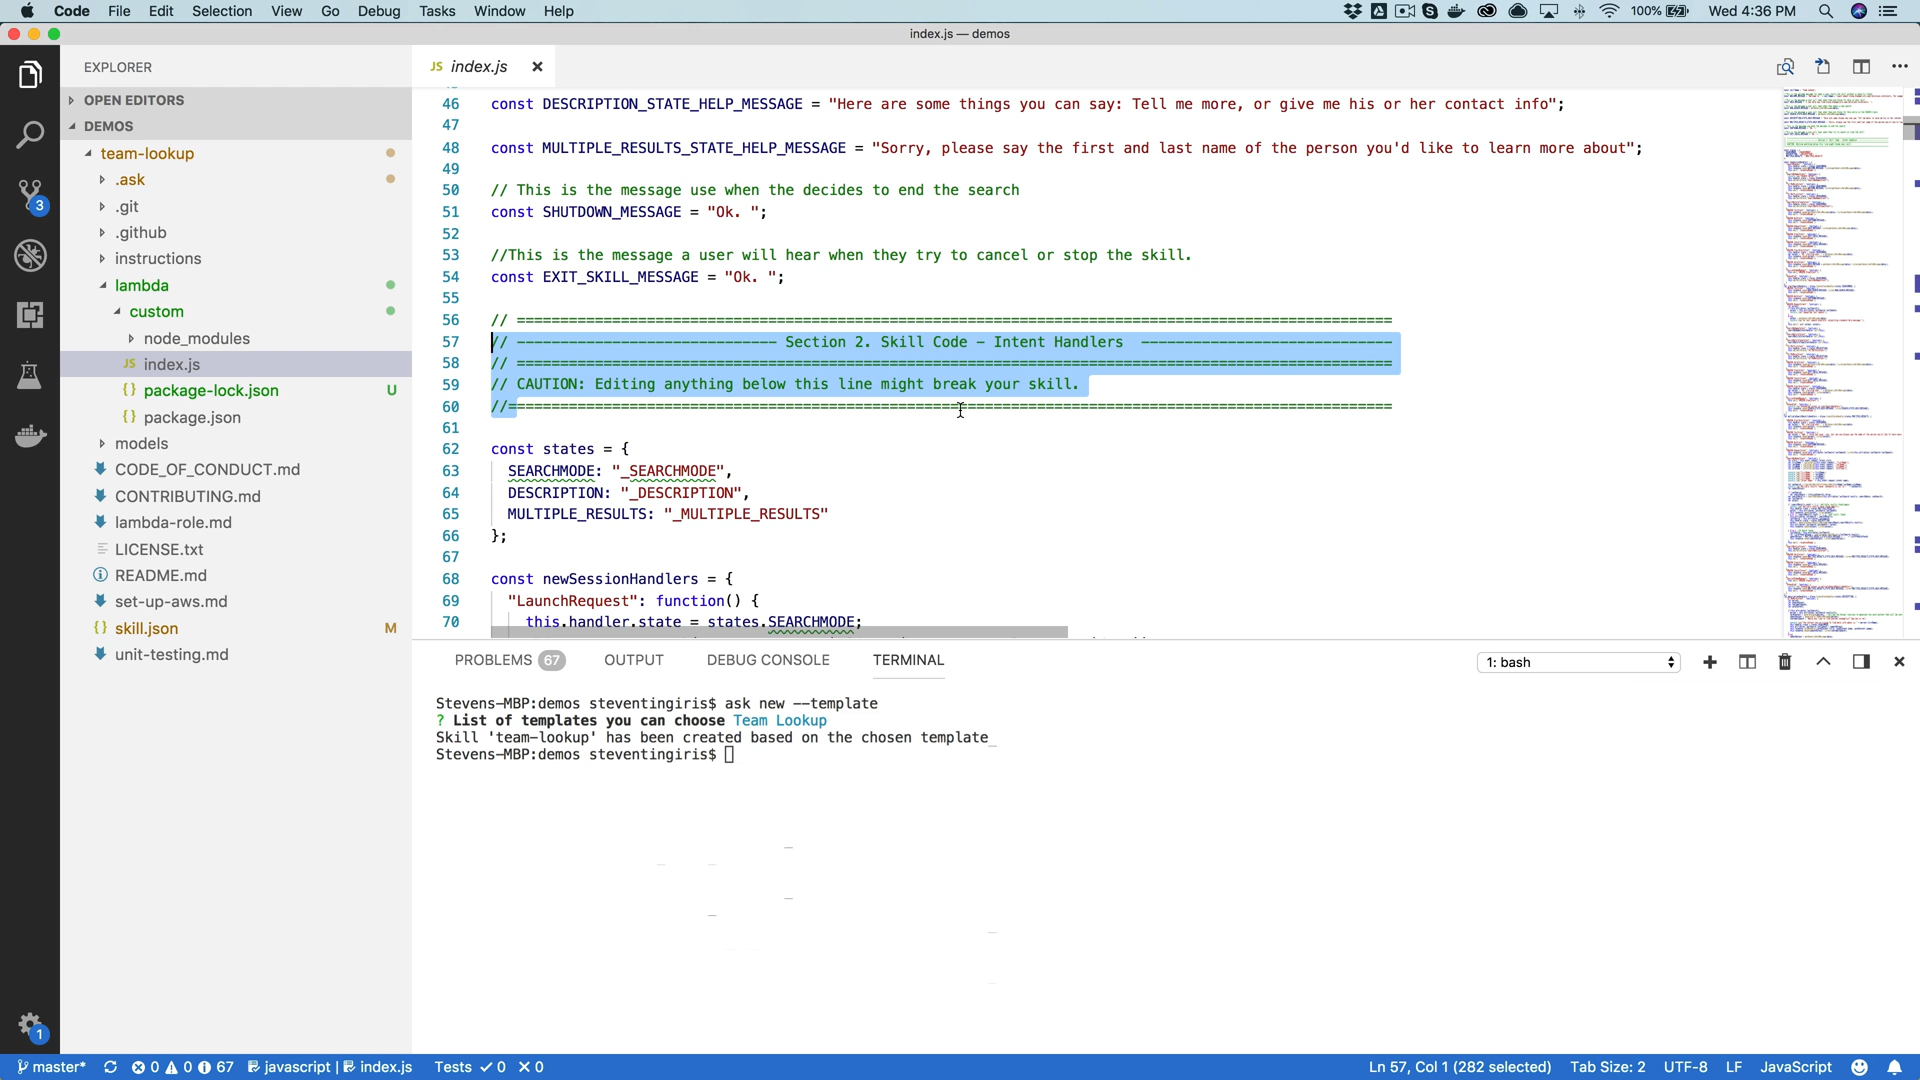 Code File Edit Selection View Go Debug Tasks Window Help 100% Wed 4:36 PM
index.js — demos
EXPLORER
OPEN EDITORS
DEMOS
team-lookup
.ask
.git
.github
instructions
lambda
custom
node_modules
JS index.js
{} package-lock.json U
{} package.json
models
CODE_OF_CONDUCT.md
CONTRIBUTING.md
lambda-role.md
LICENSE.txt
README.md
set-up-aws.md
{} skill.json M
unit-testing.md
3
1
JS index.js
46 const DESCRIPTION_STATE_HELP_MESSAGE = "Here are some things you can say: Tell me more, or give me his or her contact info";
47
48 const MULTIPLE_RESULTS_STATE_HELP_MESSAGE = "Sorry, please say the first and last name of the person you'd like to learn more about";
49
50 // This is the message use when the decides to end the search
51 const SHUTDOWN_MESSAGE = "Ok. ";
52
53 //This is the message a user will hear when they try to cancel or stop the skill.
54 const EXIT_SKILL_MESSAGE = "Ok. ";
55
56 // =====================================================================================================
57 // ------------------------------ Section 2. Skill Code - Intent Handlers  -----------------------------
58 // =====================================================================================================
59 // CAUTION: Editing anything below this line might break your skill.
60 //======================================================================================================
61
62 const states = {
63 SEARCHMODE: "_SEARCHMODE",
64 DESCRIPTION: "_DESCRIPTION",
65 MULTIPLE_RESULTS: "_MULTIPLE_RESULTS"
66 };
67
68 const newSessionHandlers = {
69 "LaunchRequest": function() {
70 this.handler.state = states.SEARCHMODE;
PROBLEMS 67 OUTPUT DEBUG CONSOLE TERMINAL 1: bash
Stevens-MBP:demos steventingiris$ ask new --template
? List of templates you can choose Team Lookup
Skill 'team-lookup' has been created based on the chosen template
Stevens-MBP:demos steventingiris$
master* 0 0 67 javascript | index.js Tests ✓ 0 ✕ 0 Ln 57, Col 1 (282 selected) Tab Size: 2 UTF-8 LF JavaScript